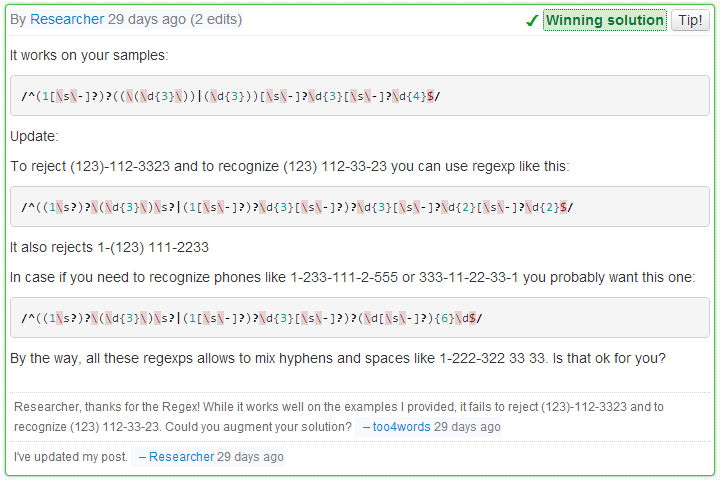 By Researcher 29 days ago (2 edits) ✓ Winning solution Tip!
It works on your samples:
/^(1[\s\-]?)?((\(\d{3}\))|(\d{3}))[\s\-]?\d{3}[\s\-]?\d{4}$/
Update:
To reject (123)-112-3323 and to recognize (123) 112-33-23 you can use regexp like this:
/^((1\s?)?\(\d{3}\)\s?|(1[\s\-]?)?\d{3}[\s\-]?)?\d{3}[\s\-]?\d{2}[\s\-]?\d{2}$/
It also rejects 1-(123) 111-2233
In case if you need to recognize phones like 1-233-111-2-555 or 333-11-22-33-1 you probably want this one:
/^((1\s?)?\(\d{3}\)\s?|(1[\s\-]?)?\d{3}[\s\-]?)?(\d[\s\-]?){6}\d$/
By the way, all these regexps allows to mix hyphens and spaces like 1-222-322 33 33. Is that ok for you?
Researcher, thanks for the Regex! While it works well on the examples I provided, it fails to reject (123)-112-3323 and to
recognize (123) 112-33-23. Could you augment your solution? – too4words 29 days ago
I've updated my post. – Researcher 29 days ago